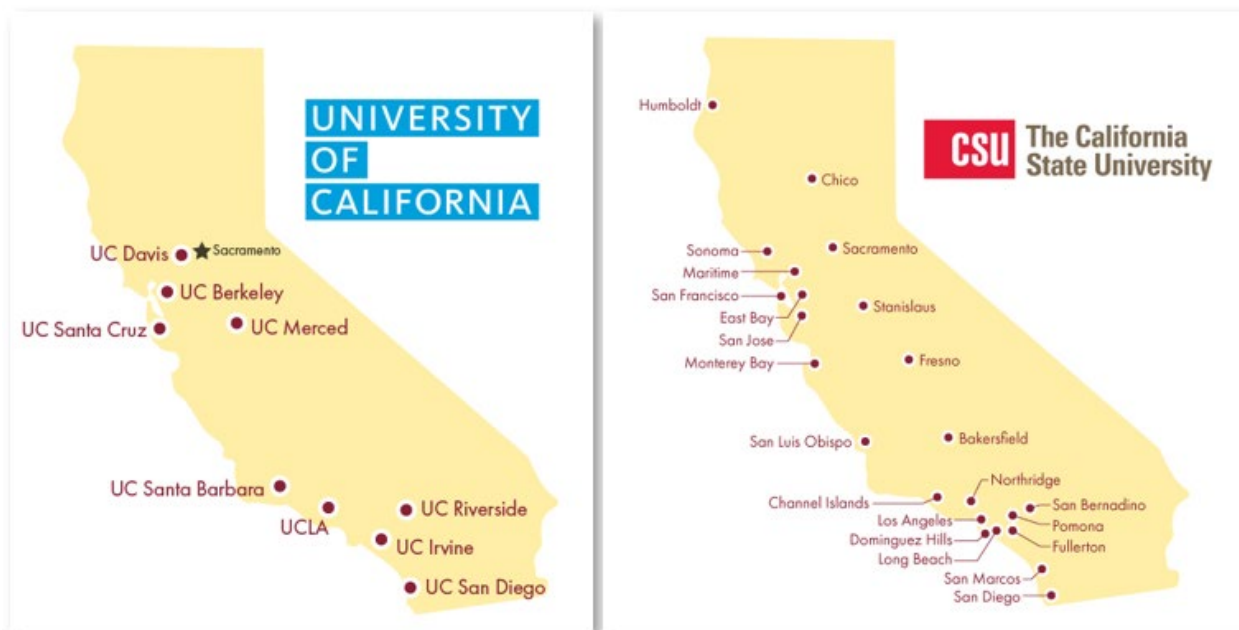 UNIVERSITY
OF
CALIFORNIA
UC Davis
Sacramento
UC Berkeley
UC Santa Cruz
UC Merced
UC Santa Barbara
UCLA
UC Riverside
UC Irvine
UC San Diego
CSU
The California
State University
Humboldt
Chico
Sonoma
Sacramento
Maritime
San Francisco
Stanislaus
East Bay
San Jose
Monterey Bay
Fresno
San Luis Obispo
Bakersfield
Northridge
Channel Islands
San Bernadino
Los Angeles
Pomona
Dominguez Hills
Fullerton
Long Beach
San Marcos
San Diego